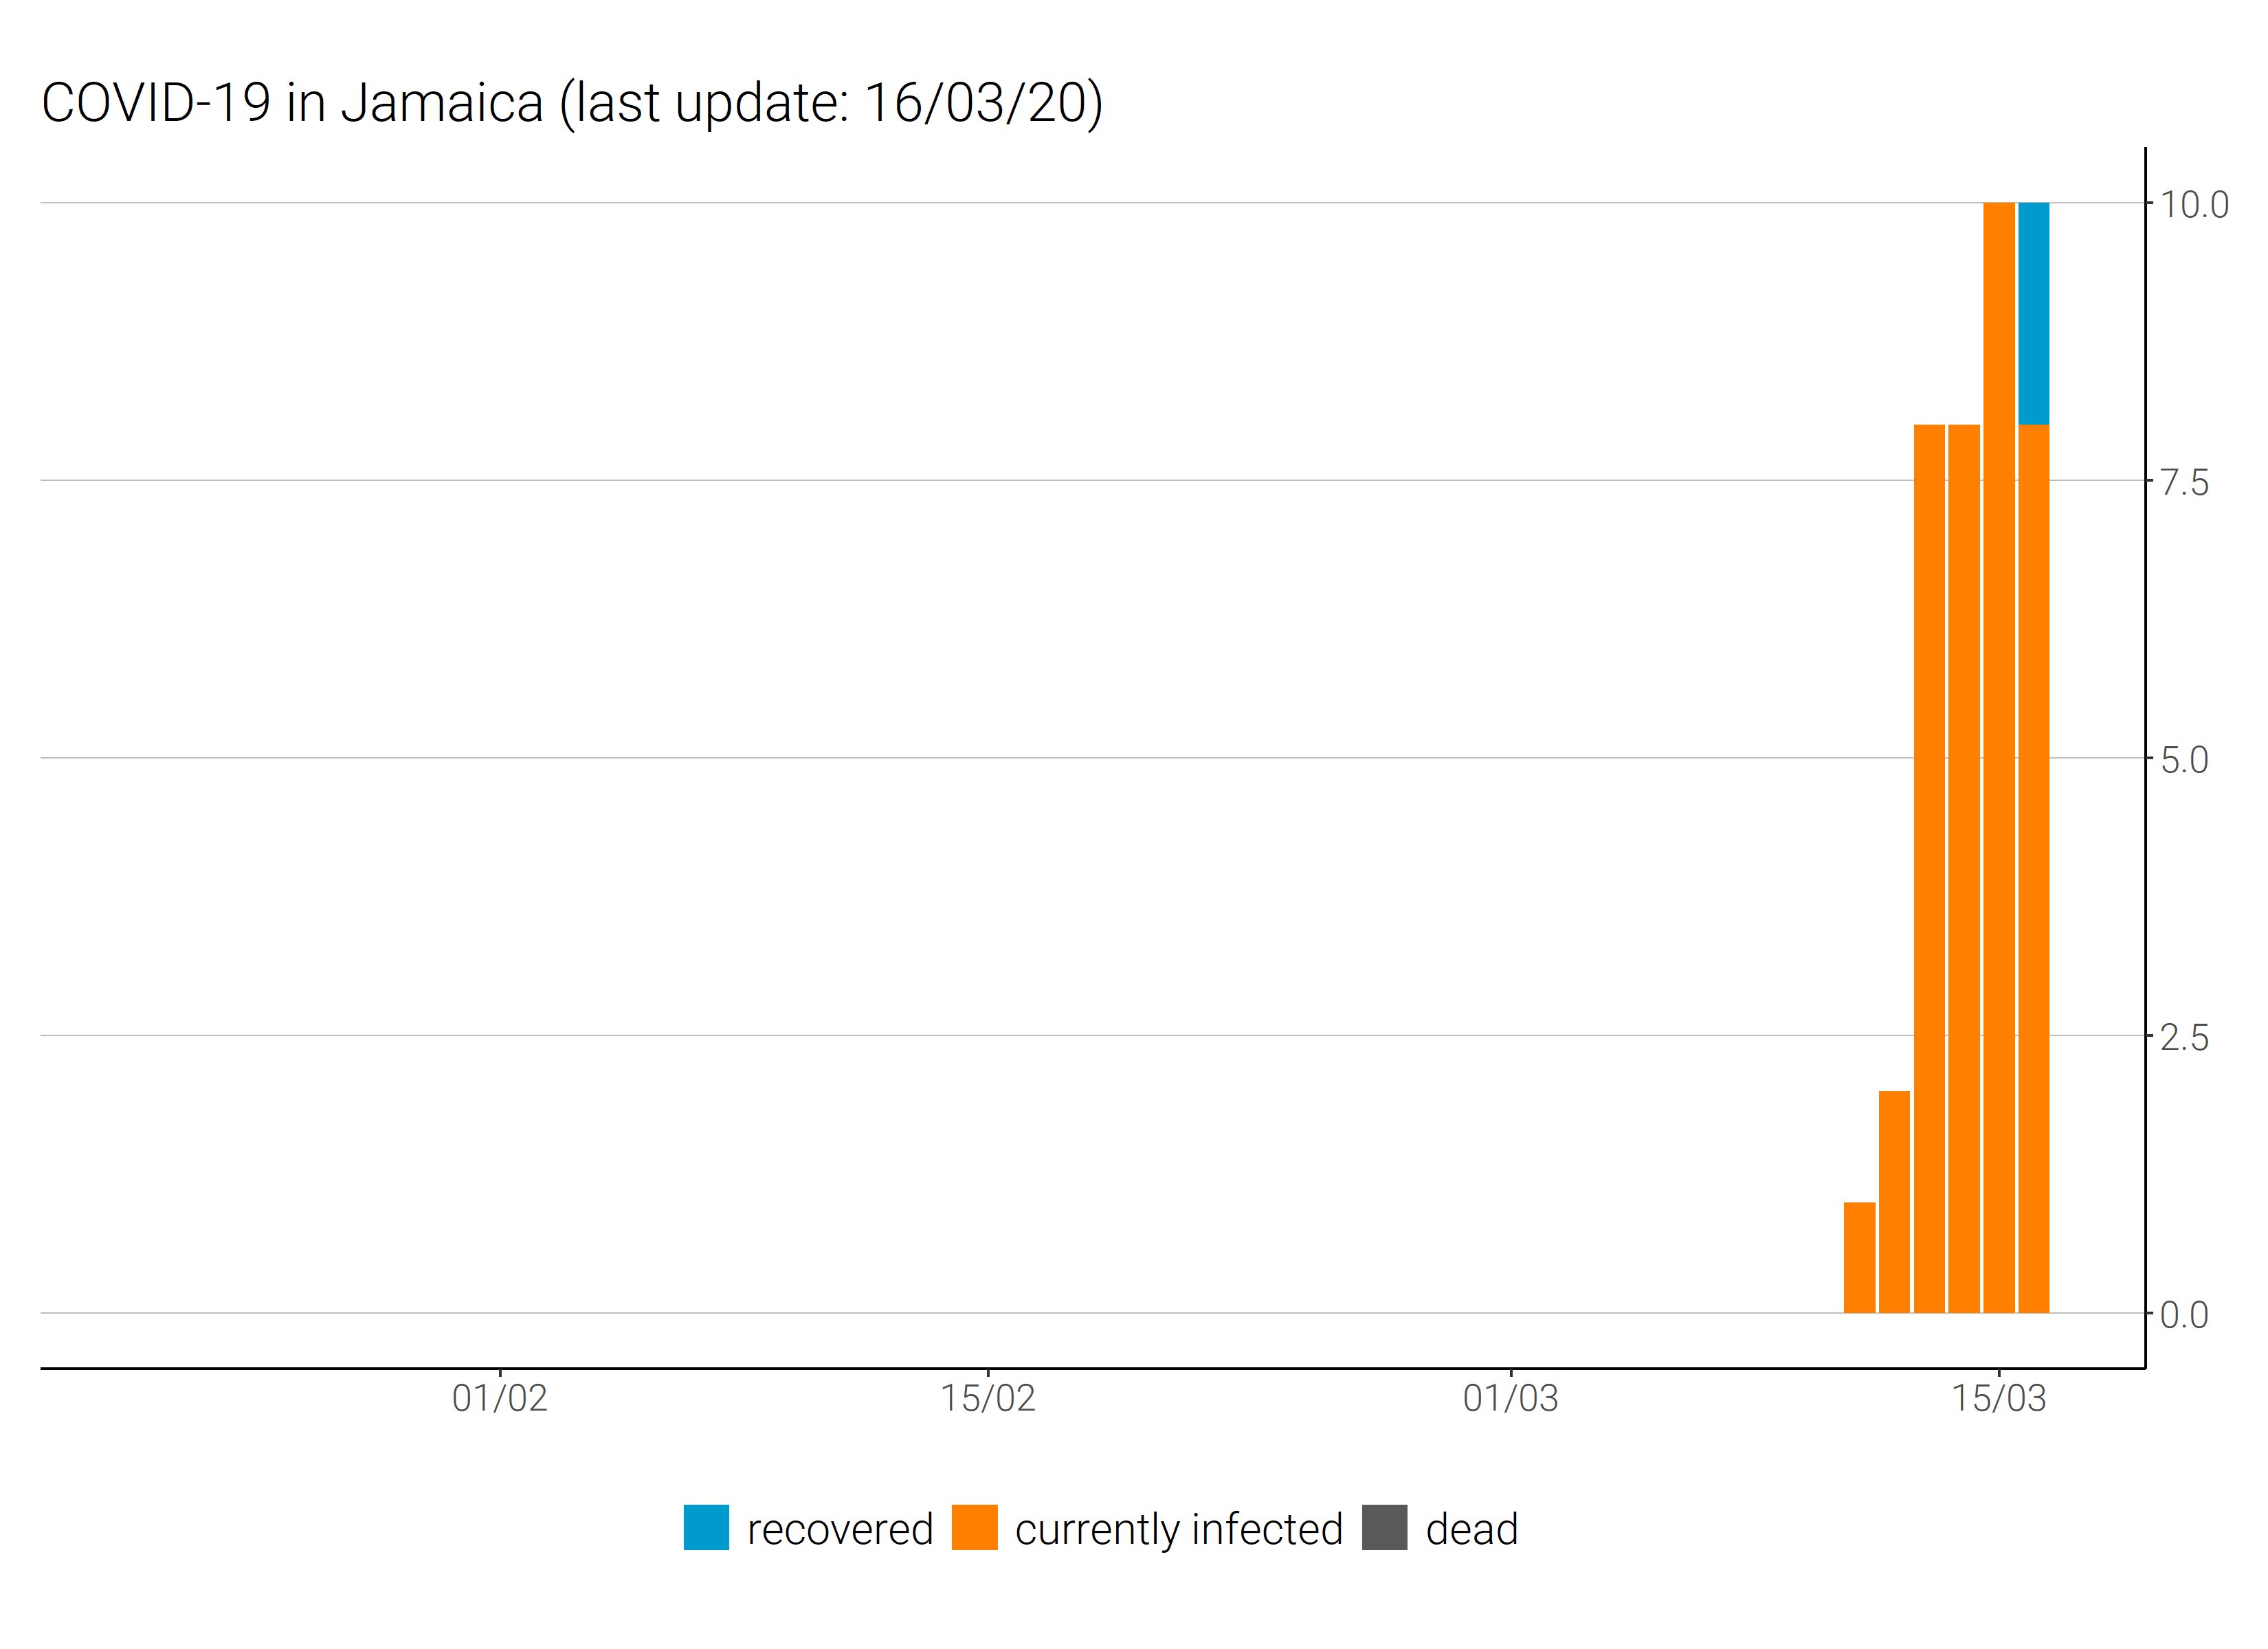 COVID-19 in Jamaica (last update: 16/03/20)
10.0
7.5
5.0
2.5
0.0
01/02 15/02 01/03 15/03
recovered currently infected dead